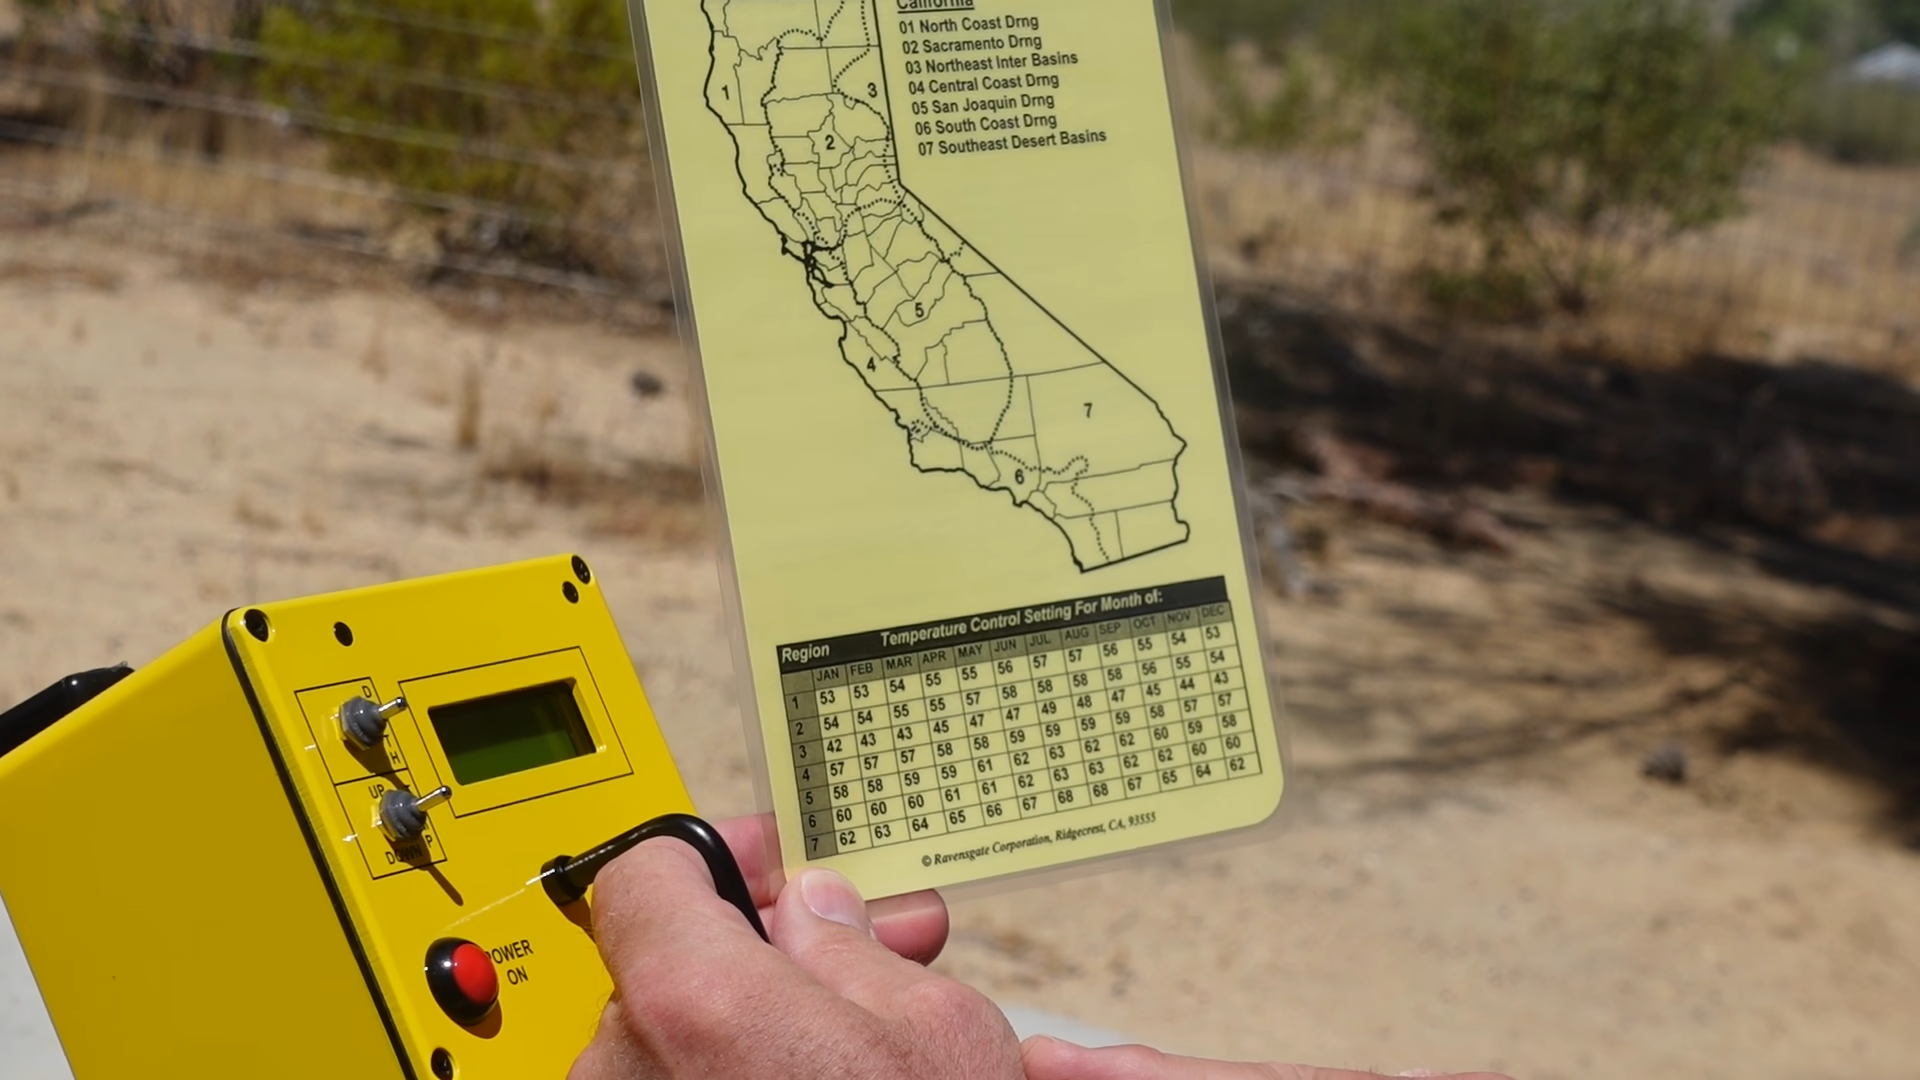 California
01 North Coast Drng
02 Sacramento Drng
03 Northeast Inter Basins
04 Central Coast Drng
05 San Joaquin Drng
06 South Coast Drng
07 Southeast Desert Basins
1
3
2
5
4
7
6
Region Temperature Control Setting For Month of:
JAN FEB MAR APR MAY JUN JUL AUG SEP OCT NOV DEC
1 53 53 54 55 55 56 57 57 56 55 54 53
2 54 54 55 55 57 58 58 58 58 56 55 54
3 42 43 43 45 47 47 49 48 47 45 44 43
4 57 57 57 58 58 59 59 59 59 58 57 57
5 58 58 59 59 61 62 63 62 62 60 59 58
6 60 60 60 61 61 62 63 63 62 62 60 60
7 62 63 64 65 66 67 68 68 67 65 64 62
© Ravensgate Corporation, Ridgecrest, CA, 93555
UP
DOWN
POWER
ON